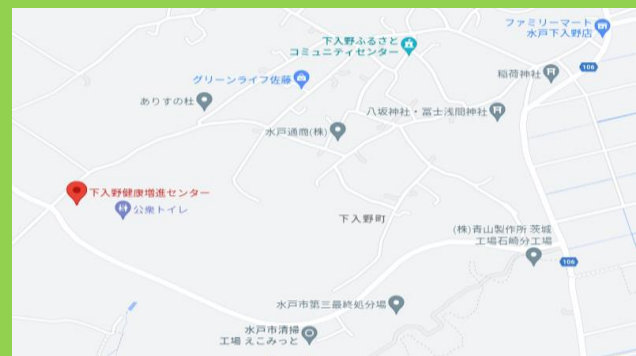 ファミリーマート
水戸下入野店
下入野ふるさと
コミュニティセンター
106
稲荷神社
グリーンライフ佐藤
ありすの杜
八坂神社・冨士浅間神社
水戸通商(株)
下入野健康増進センター
公衆トイレ
下入野町
(株)青山製作所 茨城
工場石崎分工場
106
水戸市第三最終処分場
水戸市清掃
工場 えこみっと